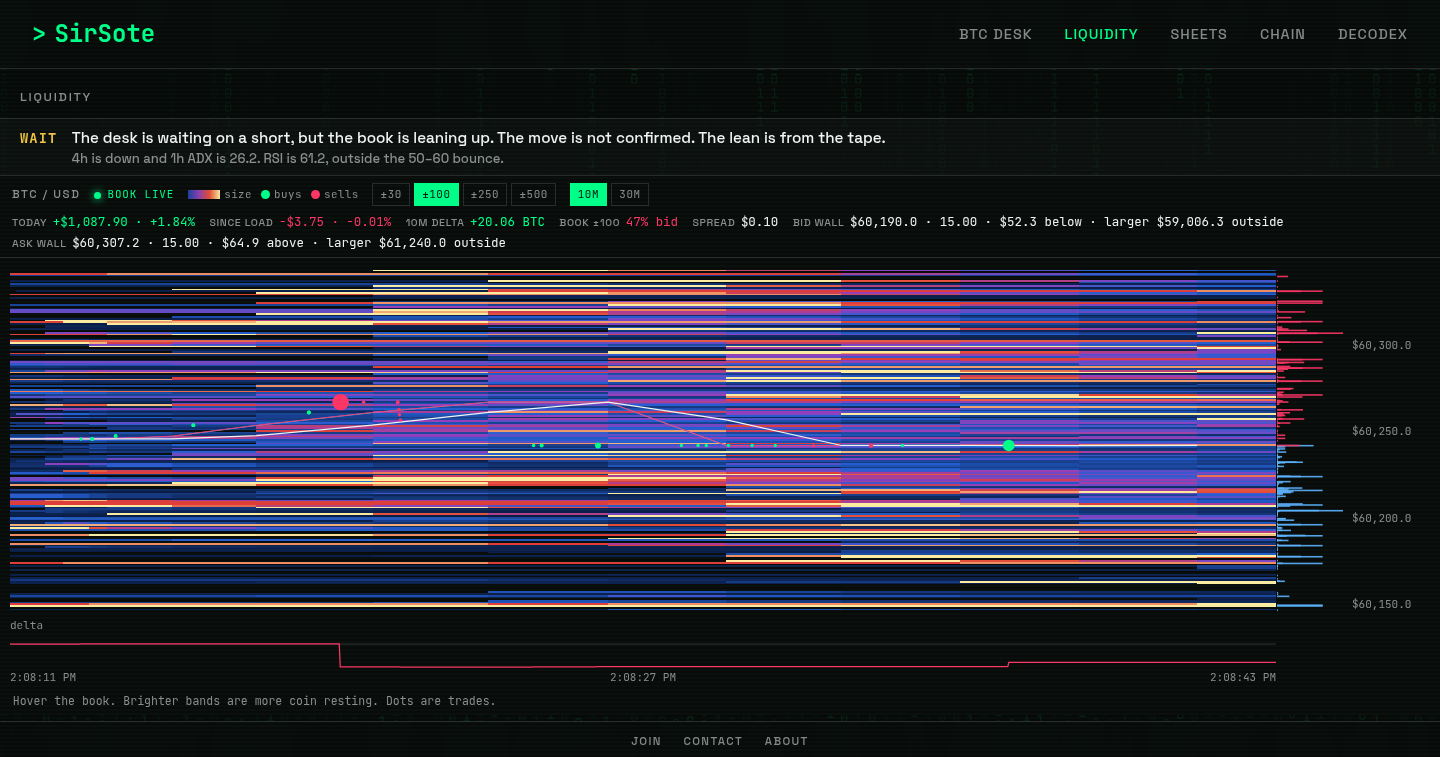 > SirSote
BTC DESK LIQUIDITY SHEETS CHAIN DECODEX
LIQUIDITY
WAIT The desk is waiting on a short, but the book is leaning up. The move is not confirmed. The lean is from the tape.
4h is down and 1h ADX is 26.2. RSI is 61.2, outside the 50–60 bounce.
BTC / USD BOOK LIVE size buys sells ±30 ±100 ±250 ±500 10M 30M
TODAY +$1,087.90 · +1.84% SINCE LOAD -$3.75 · -0.01% 10M DELTA +20.06 BTC BOOK ±100 47% bid SPREAD $0.10 BID WALL $60,190.0 · 15.00 · $52.3 below · larger $59,006.3 outside
ASK WALL $60,307.2 · 15.00 · $64.9 above · larger $61,240.0 outside
$60,300.0
$60,250.0
$60,200.0
$60,150.0
delta
2:08:11 PM 2:08:27 PM 2:08:43 PM
Hover the book. Brighter bands are more coin resting. Dots are trades.
JOIN CONTACT ABOUT